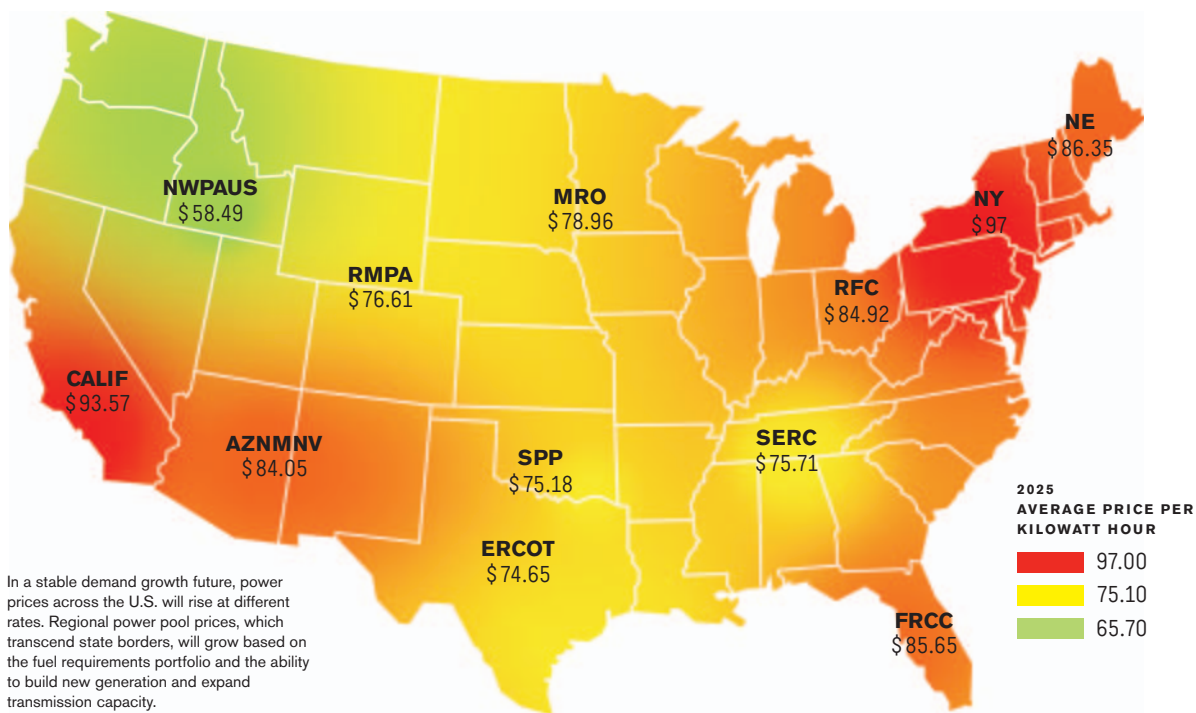 NE
$86.35
NWPAUS
$58.49
MRO
$78.96
NY
$97
RMPA
$76.61
RFC
$84.92
CALIF
$93.57
AZNMNV
$84.05
SPP
$75.18
SERC
$75.71
ERCOT
$74.65
FRCC
$85.65
2025
AVERAGE PRICE PER
KILOWATT HOUR
97.00
75.10
65.70
In a stable demand growth future, power
prices across the U.S. will rise at different
rates. Regional power pool prices, which
transcend state borders, will grow based on
the fuel requirements portfolio and the ability
to build new generation and expand
transmission capacity.